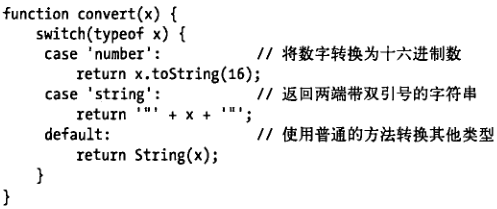 function convert(x) {
    switch(typeof x) {
     case 'number':            // 将数字转换为十六进制数
         return x.toString(16);
     case 'string':            // 返回两端带双引号的字符串
         return '"' + x + '"';
     default:                  // 使用普通的方法转换其他类型
         return String(x);
    }
}